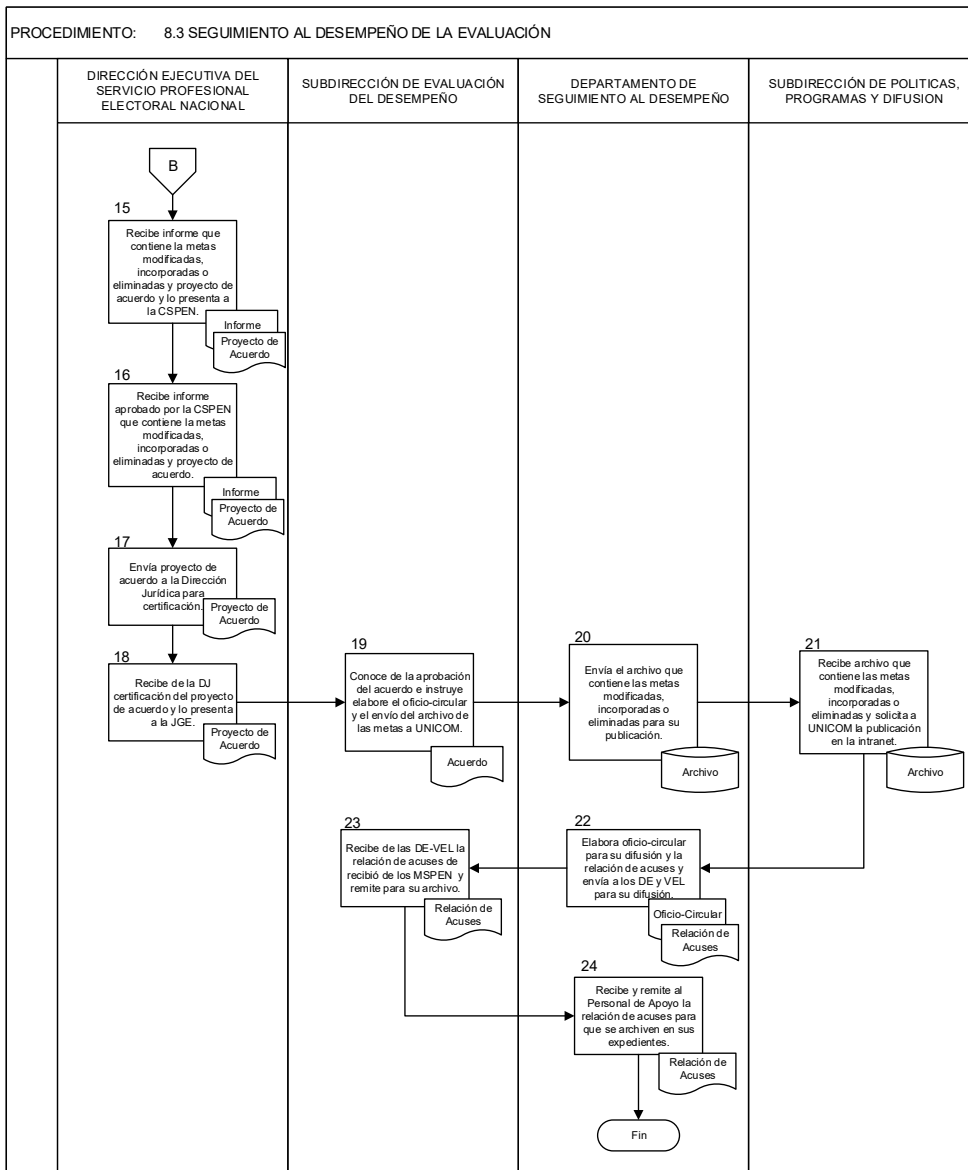 PROCEDIMIENTO: 8.3 SEGUIMIENTO AL DESEMPEÑO DE LA EVALUACIÓN
DIRECCIÓN EJECUTIVA DEL
SERVICIO PROFESIONAL
ELECTORAL NACIONAL
SUBDIRECCIÓN DE EVALUACIÓN
DEL DESEMPEÑO
DEPARTAMENTO DE
SEGUIMIENTO AL DESEMPEÑO
SUBDIRECCIÓN DE POLITICAS,
PROGRAMAS Y DIFUSION
B
15
Recibe informe que
contiene la metas
modificadas,
incorporadas o
eliminadas y proyecto de
acuerdo y lo presenta a
la CSPEN.
Informe
Proyecto de
Acuerdo
16
Recibe informe
aprobado por la CSPEN
que contiene la metas
modificadas,
incorporadas o
eliminadas y proyecto de
acuerdo.
Informe
Proyecto de
Acuerdo
17
Envía proyecto de
acuerdo a la Dirección
Jurídica para
certificación.
Proyecto de
Acuerdo
18
Recibe de la DJ
certificación del proyecto
de acuerdo y lo presenta
a la JGE.
Proyecto de
Acuerdo
19
Conoce de la aprobación
del acuerdo e instruye
elabore el oficio-circular
y el envío del archivo de
las metas a UNICOM.
Acuerdo
20
Envía el archivo que
contiene las metas
modificadas,
incorporadas o
eliminadas para su
publicación.
Archivo
21
Recibe archivo que
contiene las metas
modificadas,
incorporadas o
eliminadas y solicita a
UNICOM la publicación
en la intranet.
Archivo
22
Elabora oficio-circular
para su difusión y la
relación de acuses y
envía a los DE y VEL
para su difusión.
Oficio-Circular
Relación de
Acuses
23
Recibe de las DE-VEL la
relación de acuses de
recibió de los MSPEN y
remite para su archivo.
Relación de
Acuses
24
Recibe y remite al
Personal de Apoyo la
relación de acuses para
que se archiven en sus
expedientes.
Relación de
Acuses
Fin